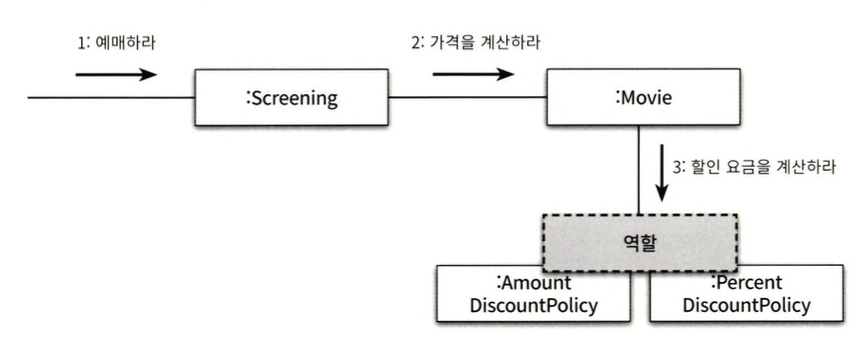 1: 예매하라
2: 가격을 계산하라
:Screening
:Movie
3: 할인 요금을 계산하라
역할
:Amount
DiscountPolicy
:Percent
DiscountPolicy